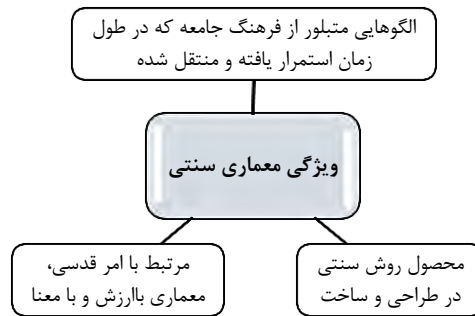 الگوهایی متبلور از فرهنگ جامعه که در طول
زمان استمرار یافته و منتقل شده
ویژگی معماری سنتی
محصول روش سنتی
در طراحی و ساخت
مرتبط با امر قدسی،
معماری باارزش و با معنا